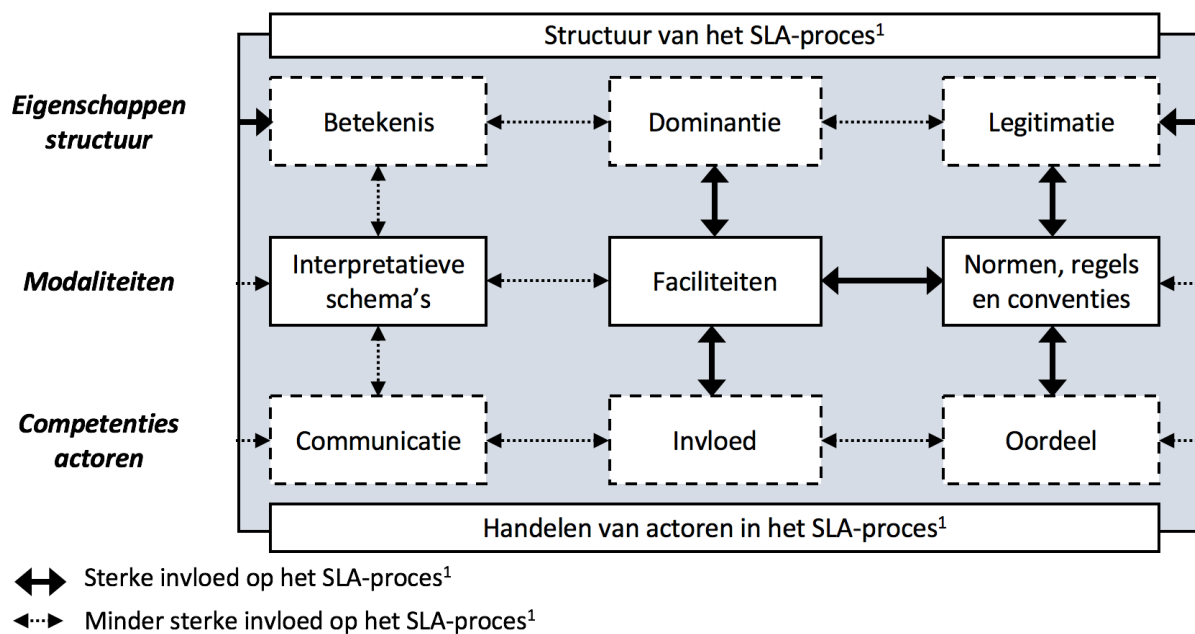 Structuur van het SLA-proces¹
Eigenschappen
structuur
Betekenis
Dominantie
Legitimatie
Modaliteiten
Interpretatieve
schema’s
Faciliteiten
Normen, regels
en conventies
Competenties
actoren
Communicatie
Invloed
Oordeel
Handelen van actoren in het SLA-proces¹
Sterke invloed op het SLA-proces¹
Minder sterke invloed op het SLA-proces¹